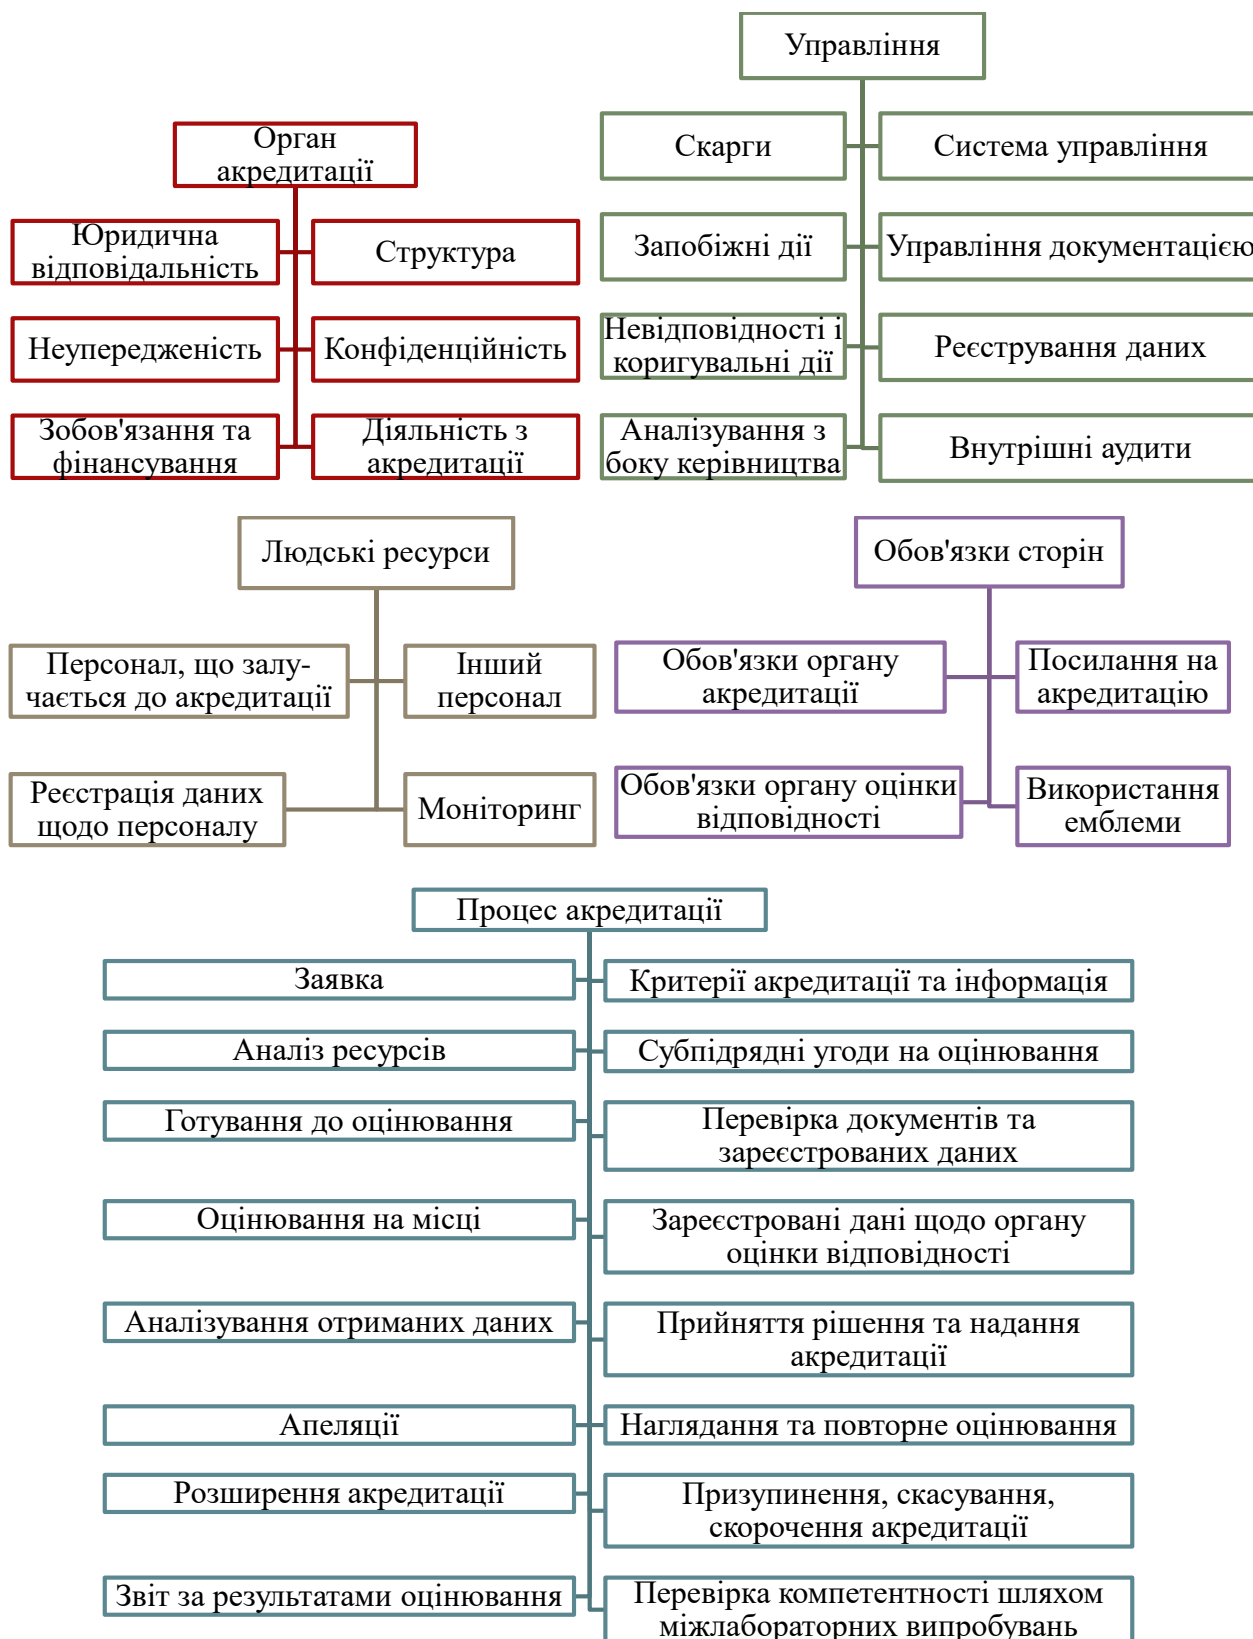 Управління
Скарги
Система управління
Запобіжні дії
Управління документацією
Невідповідності і
коригувальні дії
Реєстрування даних
Аналізування з
боку керівництва
Внутрішні аудити
Орган
акредитації
Юридична
відповідальність
Структура
Неупередженість
Конфіденційність
Зобов'язання та
фінансування
Діяльність з
акредитації
Людські ресурси
Персонал, що залу-
чається до акредитації
Інший
персонал
Реєстрація даних
щодо персоналу
Моніторинг
Обов'язки сторін
Обов'язки органу
акредитації
Посилання на
акредитацію
Обов'язки органу оцінки
відповідності
Використання
емблеми
Процес акредитації
Заявка
Критерії акредитації та інформація
Аналіз ресурсів
Субпідрядні угоди на оцінювання
Готування до оцінювання
Перевірка документів та
зареєстрованих даних
Оцінювання на місці
Зареєстровані дані щодо органу
оцінки відповідності
Аналізування отриманих даних
Прийняття рішення та надання
акредитації
Апеляції
Наглядання та повторне оцінювання
Розширення акредитації
Призупинення, скасування,
скорочення акредитації
Звіт за результатами оцінювання
Перевірка компетентності шляхом
міжлабораторних випробувань